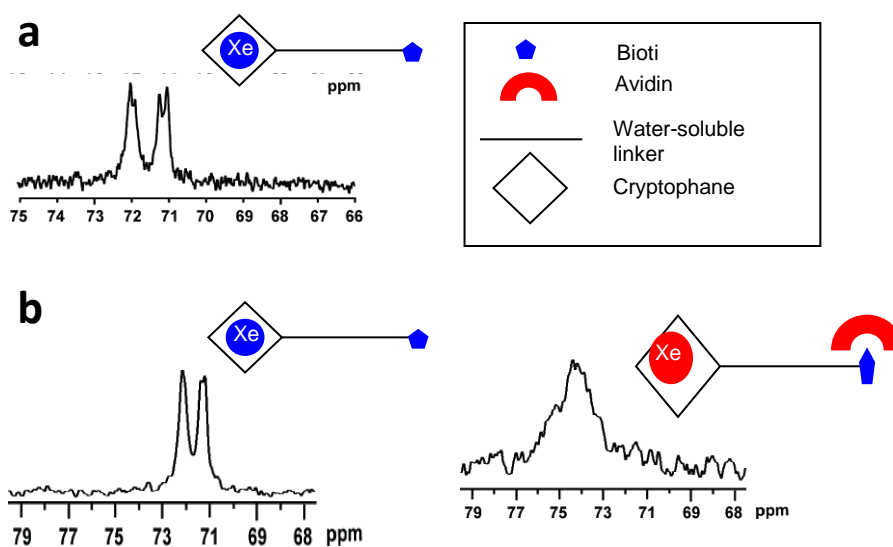 a
Xe
ppm
75 74 73 72 71 70 69 68 67 66
Bioti
Avidin
Water-soluble
linker
Cryptophane
b
Xe
79 77 75 73 71 69 68 ppm
Xe
79 77 75 73 71 69 68 ppm